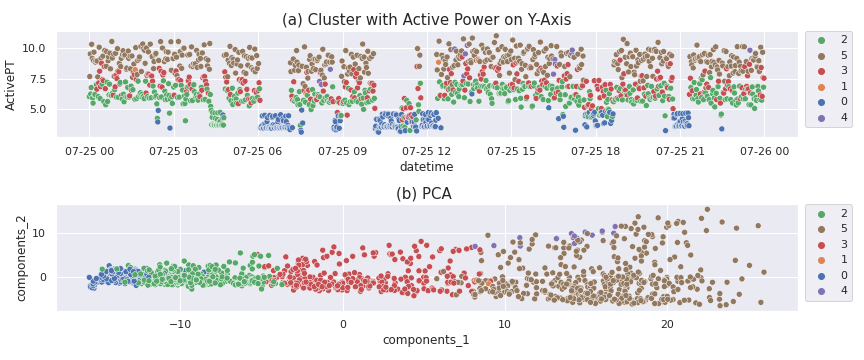 (a) Cluster with Active Power on Y-Axis
10.0
7.5
5.0
ActivePT
07-25 00 07-25 03 07-25 06 07-25 09 07-25 12 07-25 15 07-25 18 07-25 21 07-26 00
datetime
2
5
3
1
0
4
(b) PCA
10
0
components_2
−10 0 10 20
components_1
2
5
3
1
0
4